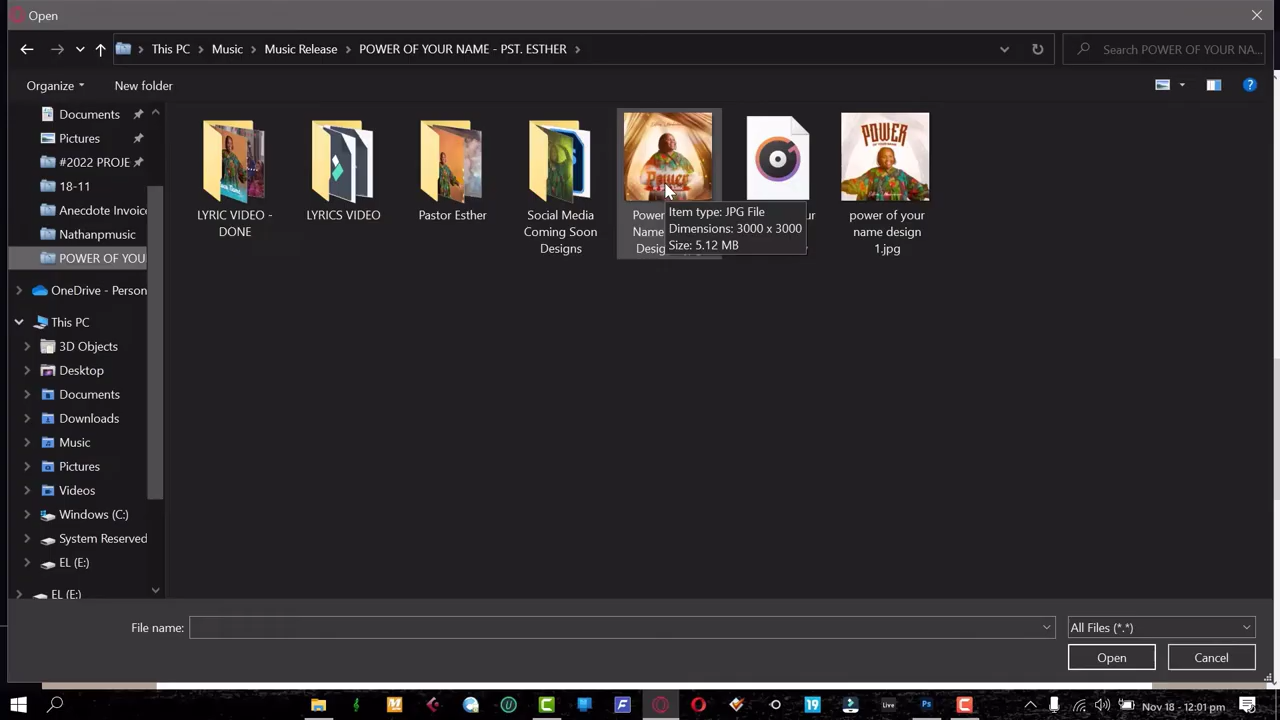 Open
This PC
Music
Music Release
POWER OF YOUR NAME - PST. ESTHER
Search POWER OF YOUR NA...
Organize
New folder
Documents
Pictures
#2022 PROJE
18-11
Anecdote Invoice
Nathanpmusic
POWER OF YOU
OneDrive - Person
This PC
3D Objects
Desktop
Documents
Downloads
Music
Pictures
Videos
Windows (C:)
System Reserved
EL (E:)
EL (E:)
LYRIC VIDEO -
DONE
LYRICS VIDEO
Pastor Esther
Social Media
Coming Soon
Designs
Power
Name
Item type: JPG File
Dimensions: 3000 x 3000
Size: 5.12 MB
POWER
power of your
name design
1.jpg
File name:
All Files (*.*)
Open
Cancel
Live
Ps
19
Nov 18 - 12:01 pm